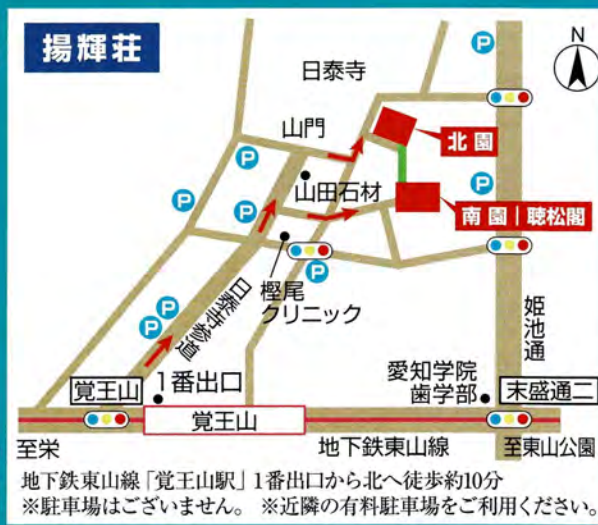 揚輝荘
P
N
日泰寺
山門
北園
P
山田石材
P
P
P
南園|聴松閣
樫尾
クリニック
P
P
P
日泰寺参道
姫池通
愛知学院
歯学部
覚王山
1番出口
末盛通二
覚王山
至栄
地下鉄東山線
至東山公園
地下鉄東山線「覚王山駅」1番出口から北へ徒歩約10分
※駐車場はございません。 ※近隣の有料駐車場をご利用ください。